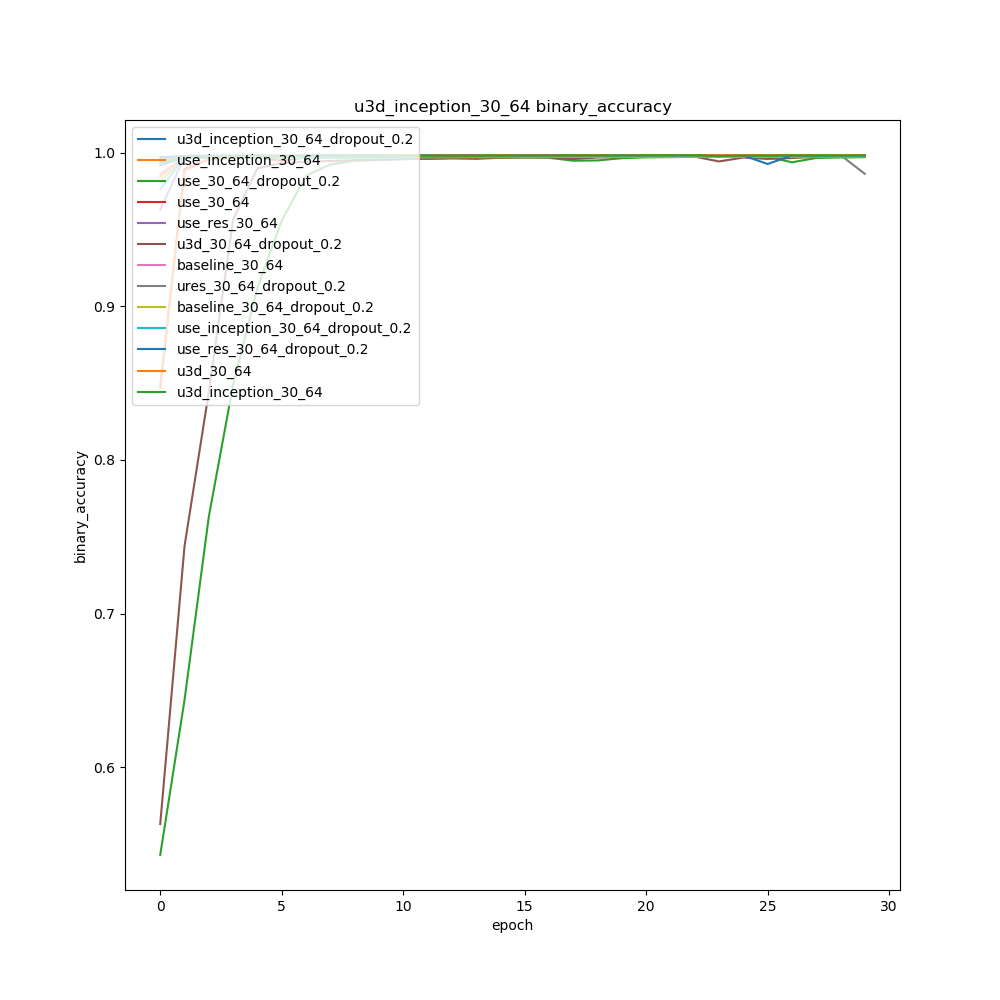 u3d_inception_30_64 binary_accuracy
u3d_inception_30_64_dropout_0.2
use_inception_30_64
use_30_64_dropout_0.2
use_30_64
use_res_30_64
u3d_30_64_dropout_0.2
baseline_30_64
ures_30_64_dropout_0.2
baseline_30_64_dropout_0.2
use_inception_30_64_dropout_0.2
use_res_30_64_dropout_0.2
u3d_30_64
u3d_inception_30_64
1.0
0.9
0.8
0.7
0.6
binary_accuracy
0 5 10 15 20 25 30
epoch